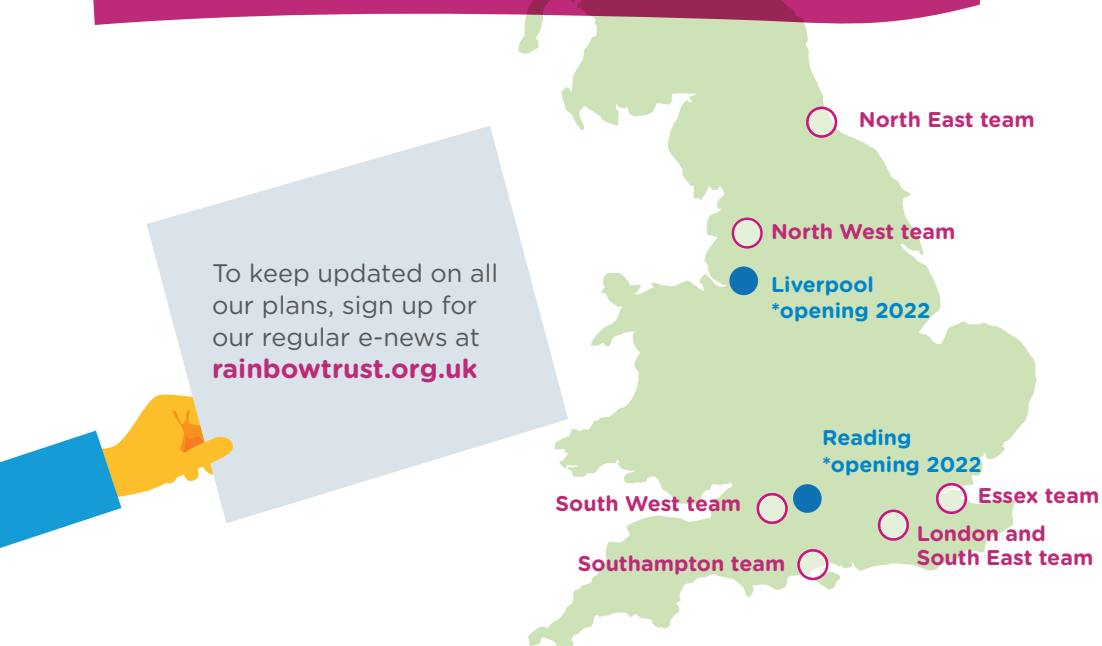 North East team
North West team
Liverpool
*opening 2022
To keep updated on all
our plans, sign up for
our regular e-news at
rainbowtrust.org.uk
Reading
*opening 2022
South West team
Essex team
London and
South East team
Southampton team